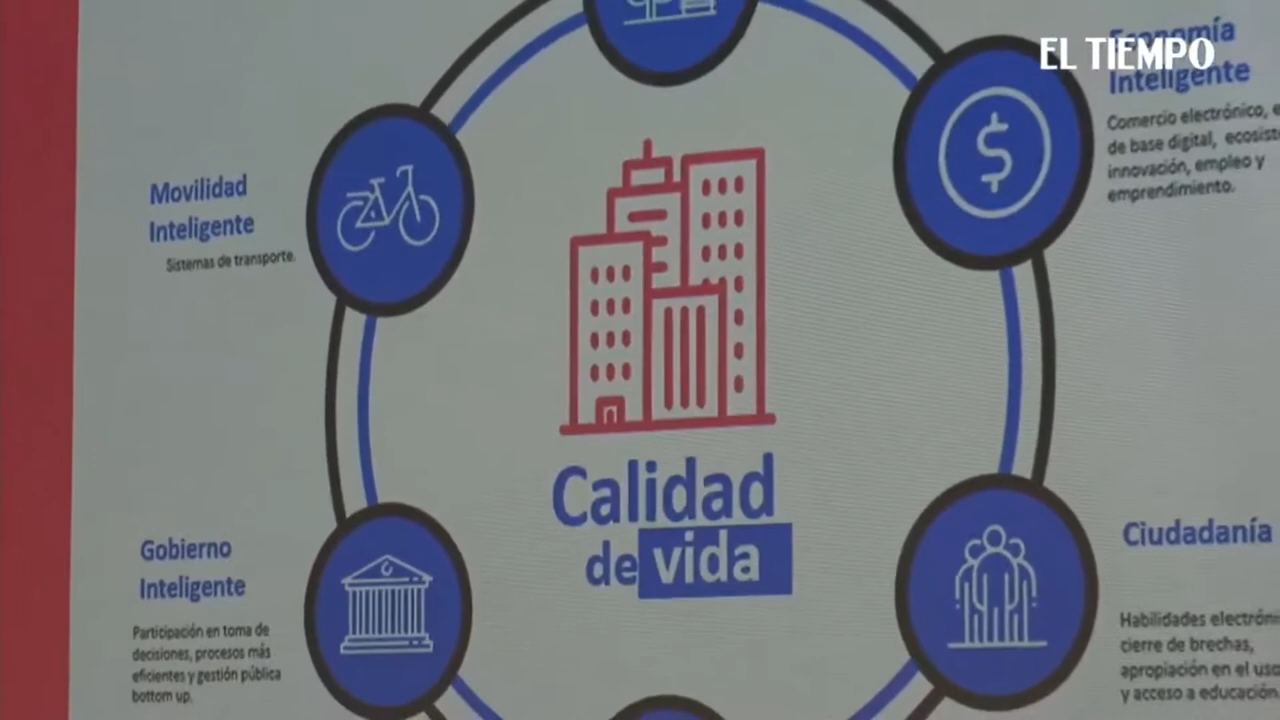 EL TIEMPO
Economía
Inteligente
Comercio electrónico,
de base digital,
innovación, empleo y
emprendimiento.
Movilidad
Inteligente
Sistemas de transporte.
Calidad
de vida
Gobierno
Inteligente
Participación en toma de
decisiones, procesos más
eficientes y gestión pública
bottom up.
Ciudadanía
Habilidades
cierre de brechas,
apropiación en el uso
y acceso a educación